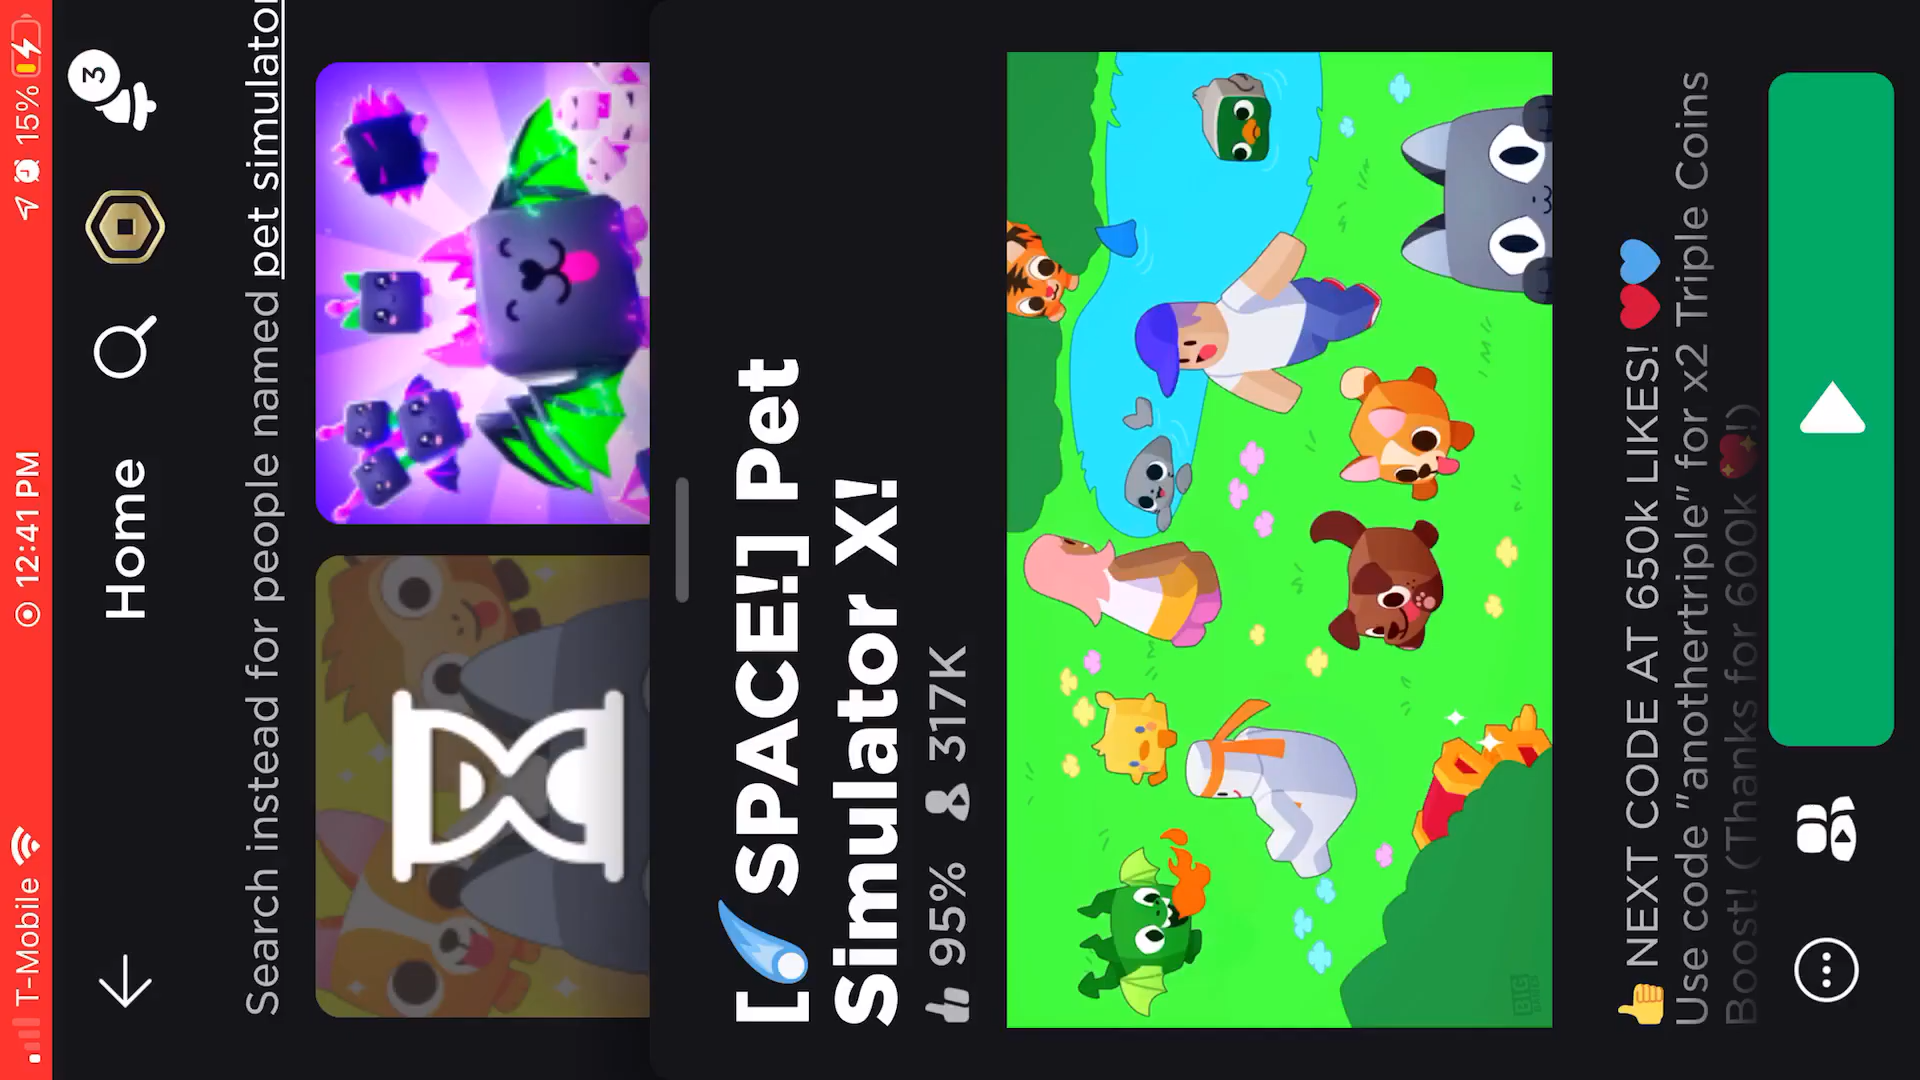 T-Mobile 12:41 PM 15%
Home
3
Search instead for people named pet simulator
[☄️ SPACE!] Pet
Simulator X!
95% 317K
BIG
👍 NEXT CODE AT 650k LIKES! ❤️💙
Use code "anothertriple" for x2 Triple Coins
Boost! (Thanks for 600k 💖!)